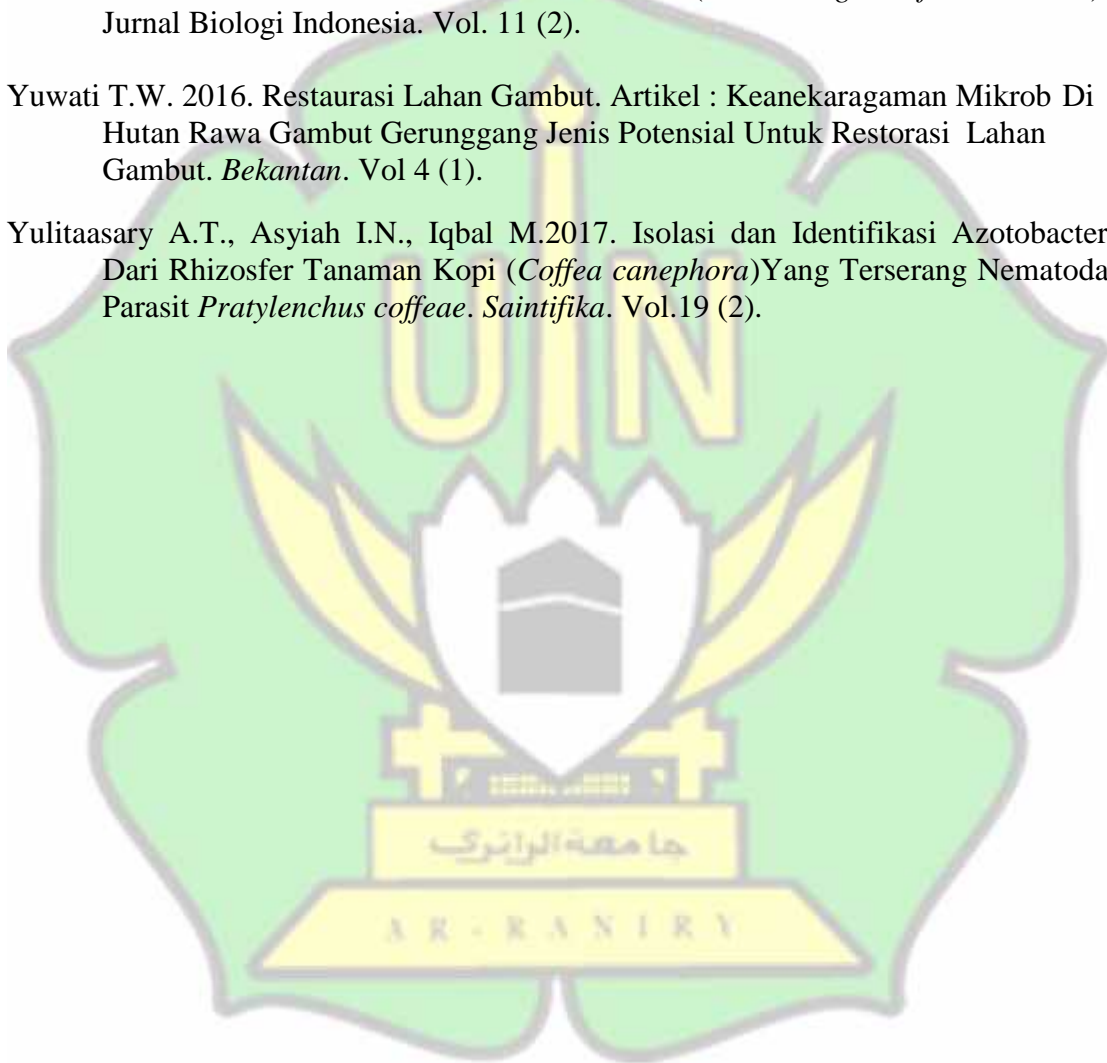 Jurnal Biologi Indonesia. Vol. 11 (2).
Yuwati T.W. 2016. Restaurasi Lahan Gambut. Artikel : Keanekaragaman Mikrob Di
Hutan Rawa Gambut Gerunggang Jenis Potensial Untuk Restorasi Lahan
Gambut. Bekantan. Vol 4 (1).
Yulitaasary A.T., Asyiah I.N., Iqbal M.2017. Isolasi dan Identifikasi Azotobacter
Dari Rhizosfer Tanaman Kopi (Coffea canephora)Yang Terserang Nematoda
Parasit Pratylenchus coffeae. Saintifika. Vol.19 (2).
UIN
جامعة الرانري
AR-RANIRY